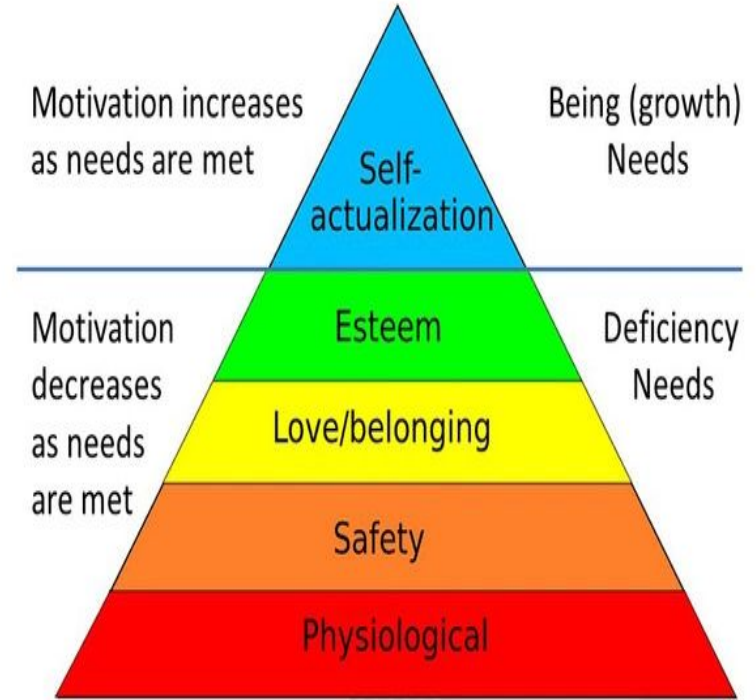 Motivation increases
as needs are met
Being (growth)
Needs
Self-
actualization
Motivation
decreases
as needs
are met
Deficiency
Needs
Esteem
Love/belonging
Safety
Physiological